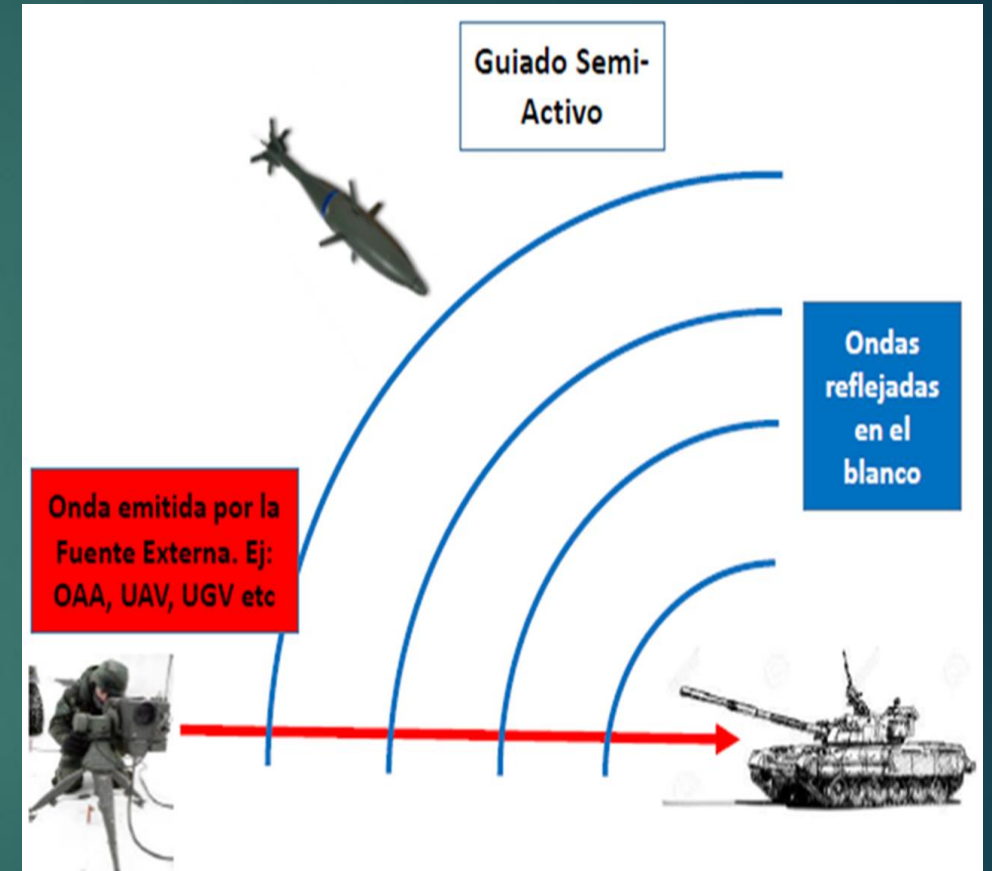 Guiado Semi-
Activo
Ondas
reflejadas
en el
blanco
Onda emitida por la
Fuente Externa. Ej:
OAA, UAV, UGV etc